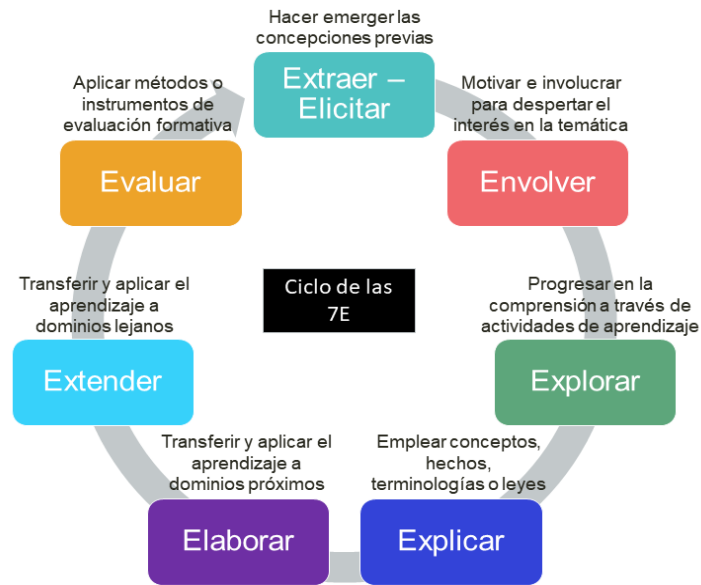 Hacer emerger las
concepciones previas
Extraer –
Elicitar
Motivar e involucrar
para despertar el
interés en la temática
Envolver
Progresar en la
comprensión a través de
actividades de aprendizaje
Explorar
Emplear conceptos,
hechos,
terminologías o leyes
Explicar
Transferir y aplicar el
aprendizaje a
dominios próximos
Elaborar
Transferir y aplicar el
aprendizaje a
dominios lejanos
Extender
Aplicar métodos o
instrumentos de
evaluación formativa
Evaluar
Ciclo de las
7E